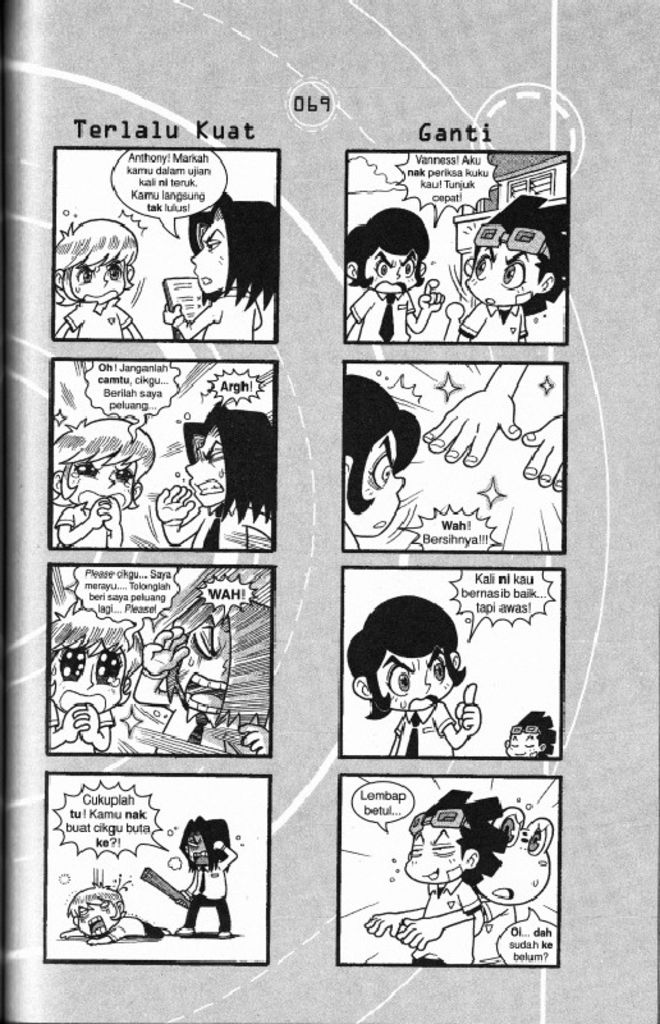 069
Terlalu Kuat
Anthony! Markah
kamu dalam ujian
kali ni teruk.
Kamu langsung
tak lulus!
Oh! Janganlah
camtu, cikgu...
Berilah saya
peluang...
Argh!
Please cikgu.... Saya
merayu.... Tolonglah
beri saya peluang
lagi... Please!
WAH!
Cukuplah
tu! Kamu nak
buat cikgu buta
ke?!
Ganti
Vanness! Aku
nak periksa kuku
kau! Tunjuk
cepat!
Wah!
Bersihnya!!!
Kali ni kau
bernasib baik...
tapi awas!
Lembap
betul...
Oi... dah
sudah ke
belum?